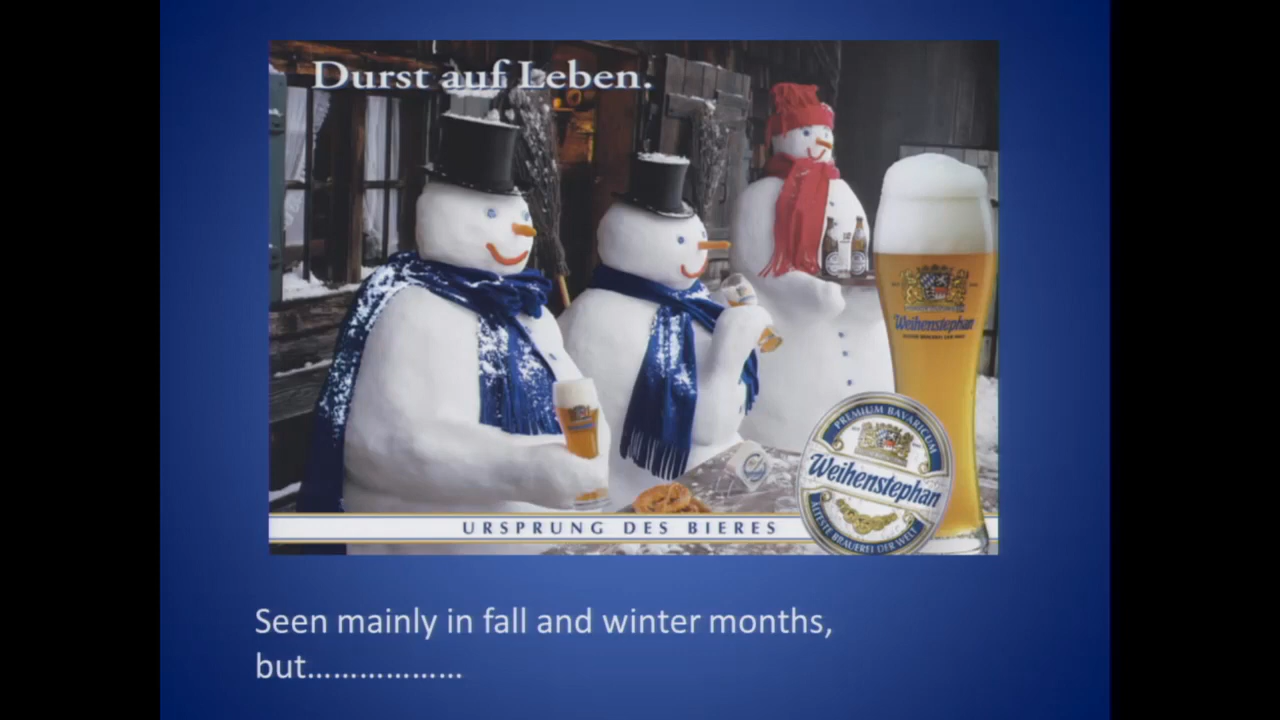 Durst auf Leben.
Weihenstephan
PREMIUM BAVARICUM
Weihenstephan
ÄLTESTE BRAUEREI DER WELT
URSPRUNG DES BIERES
Seen mainly in fall and winter months,
but………………